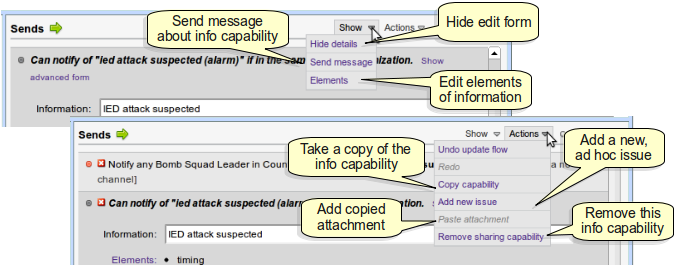 Send message
about info capability
Hide edit form
Sends
Show
Actions
Hide details
Can notify of "ied attack suspected (alarm)" if in the sam
ization.
Show
advanced form
Send message
Elements
Edit elements
of information
Information:
IED attack suspected
Sends
Show
Actions
Take a copy of the
info capability
Add a new,
ad hoc issue
Undo update flow
Notify any Bomb Squad Leader in Coun
channel]
Redo
Copy capability
Can notify of "ied attack suspected (alar
ization.
Add new issue
Add copied
attachment
Paste attachment
Remove this
info capability
Information:
IED attack suspected
Remove sharing capability
Elements:
• timing